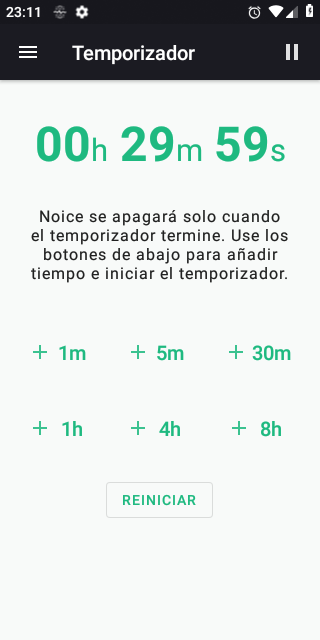 23:11
Temporizador
00h 29m 59s
Noice se apagará solo cuando
el temporizador termine. Use los
botones de abajo para añadir
tiempo e iniciar el temporizador.
+ 1m + 5m + 30m
+ 1h + 4h + 8h
REINICIAR